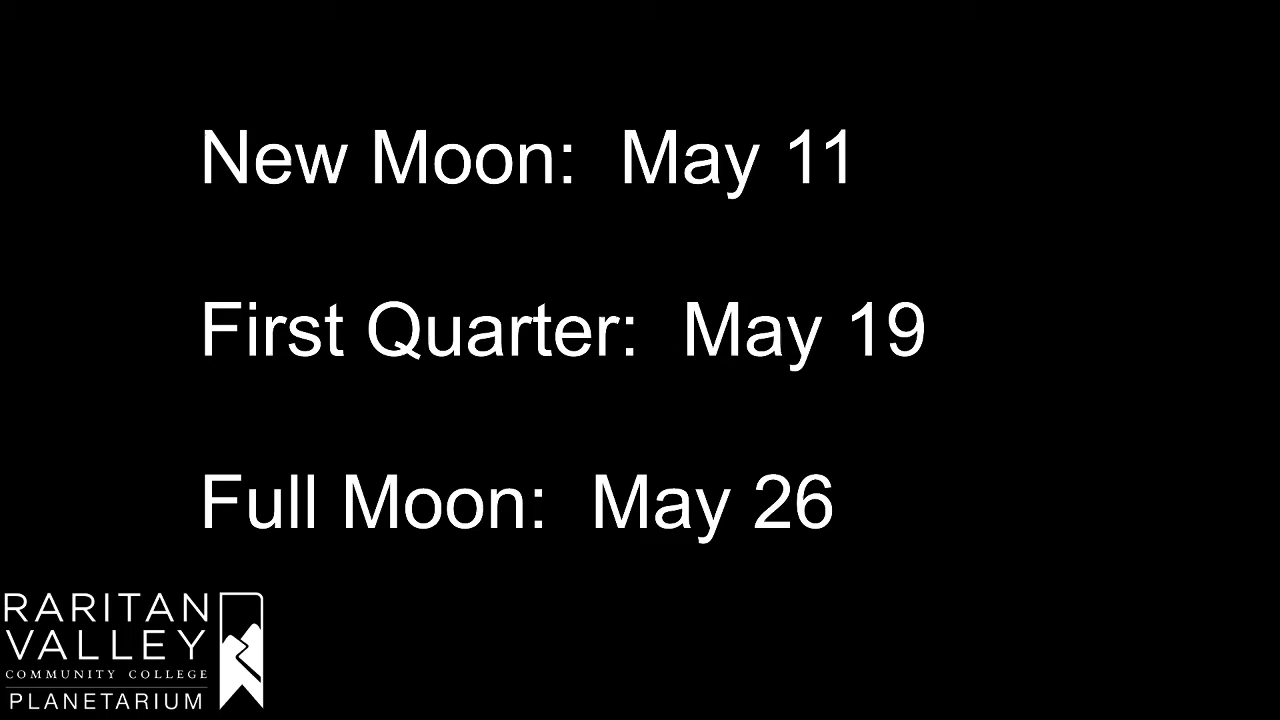 New Moon:  May 11
First Quarter:  May 19
Full Moon:  May 26
RARITAN
VALLEY
COMMUNITY COLLEGE
PLANETARIUM